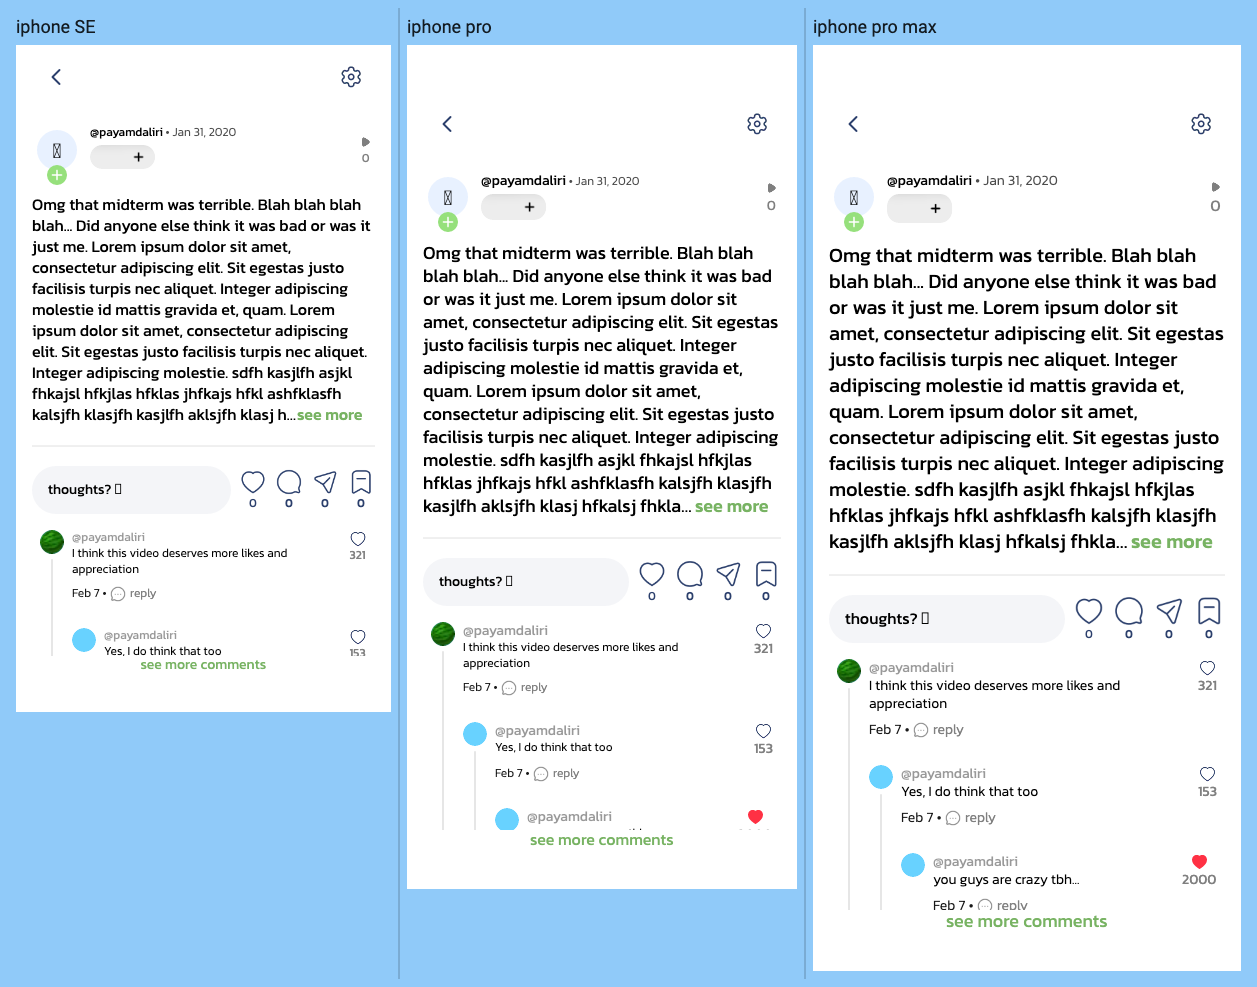 iphone SE
@payamdaliri • Jan 31, 2020
+
0
Omg that midterm was terrible. Blah blah blah
blah... Did anyone else think it was bad or was it
just me. Lorem ipsum dolor sit amet,
consectetur adipiscing elit. Sit egestas justo
facilisis turpis nec aliquet. Integer adipiscing
molestie id mattis gravida et, quam. Lorem
ipsum dolor sit amet, consectetur adipiscing
elit. Sit egestas justo facilisis turpis nec aliquet.
Integer adipiscing molestie. sdfh kasjlfh asjkl
fhkajsl hfkjlas hfklas jhfkajs hfkl ashfklasfh
kalsjfh klasjfh kasjlfh aklsjfh klasj h...see more
thoughts?
0 0 0 0
@payamdaliri
I think this video deserves more likes and
appreciation
321
Feb 7 • reply
@payamdaliri
Yes, I do think that too
153
see more comments
iphone pro
@payamdaliri • Jan 31, 2020
+
0
Omg that midterm was terrible. Blah blah
blah blah... Did anyone else think it was bad
or was it just me. Lorem ipsum dolor sit
amet, consectetur adipiscing elit. Sit egestas
justo facilisis turpis nec aliquet. Integer
adipiscing molestie id mattis gravida et,
quam. Lorem ipsum dolor sit amet,
consectetur adipiscing elit. Sit egestas justo
facilisis turpis nec aliquet. Integer adipiscing
molestie. sdfh kasjlfh asjkl fhkajsl hfkjlas
hfklas jhfkajs hfkl ashfklasfh kalsjfh klasjfh
kasjlfh aklsjfh klasj hfkalsj fhkla... see more
thoughts?
0 0 0 0
@payamdaliri
I think this video deserves more likes and
appreciation
321
Feb 7 • reply
@payamdaliri
Yes, I do think that too
153
Feb 7 • reply
@payamdaliri
see more comments
iphone pro max
@payamdaliri • Jan 31, 2020
+
0
Omg that midterm was terrible. Blah blah
blah blah... Did anyone else think it was bad
or was it just me. Lorem ipsum dolor sit
amet, consectetur adipiscing elit. Sit egestas
justo facilisis turpis nec aliquet. Integer
adipiscing molestie id mattis gravida et,
quam. Lorem ipsum dolor sit amet,
consectetur adipiscing elit. Sit egestas justo
facilisis turpis nec aliquet. Integer adipiscing
molestie. sdfh kasjlfh asjkl fhkajsl hfkjlas
hfklas jhfkajs hfkl ashfklasfh kalsjfh klasjfh
kasjlfh aklsjfh klasj hfkalsj fhkla... see more
thoughts?
0 0 0 0
@payamdaliri
I think this video deserves more likes and
appreciation
321
Feb 7 • reply
@payamdaliri
Yes, I do think that too
153
Feb 7 • reply
@payamdaliri
you guys are crazy tbh...
2000
Feb 7 • reply
see more comments